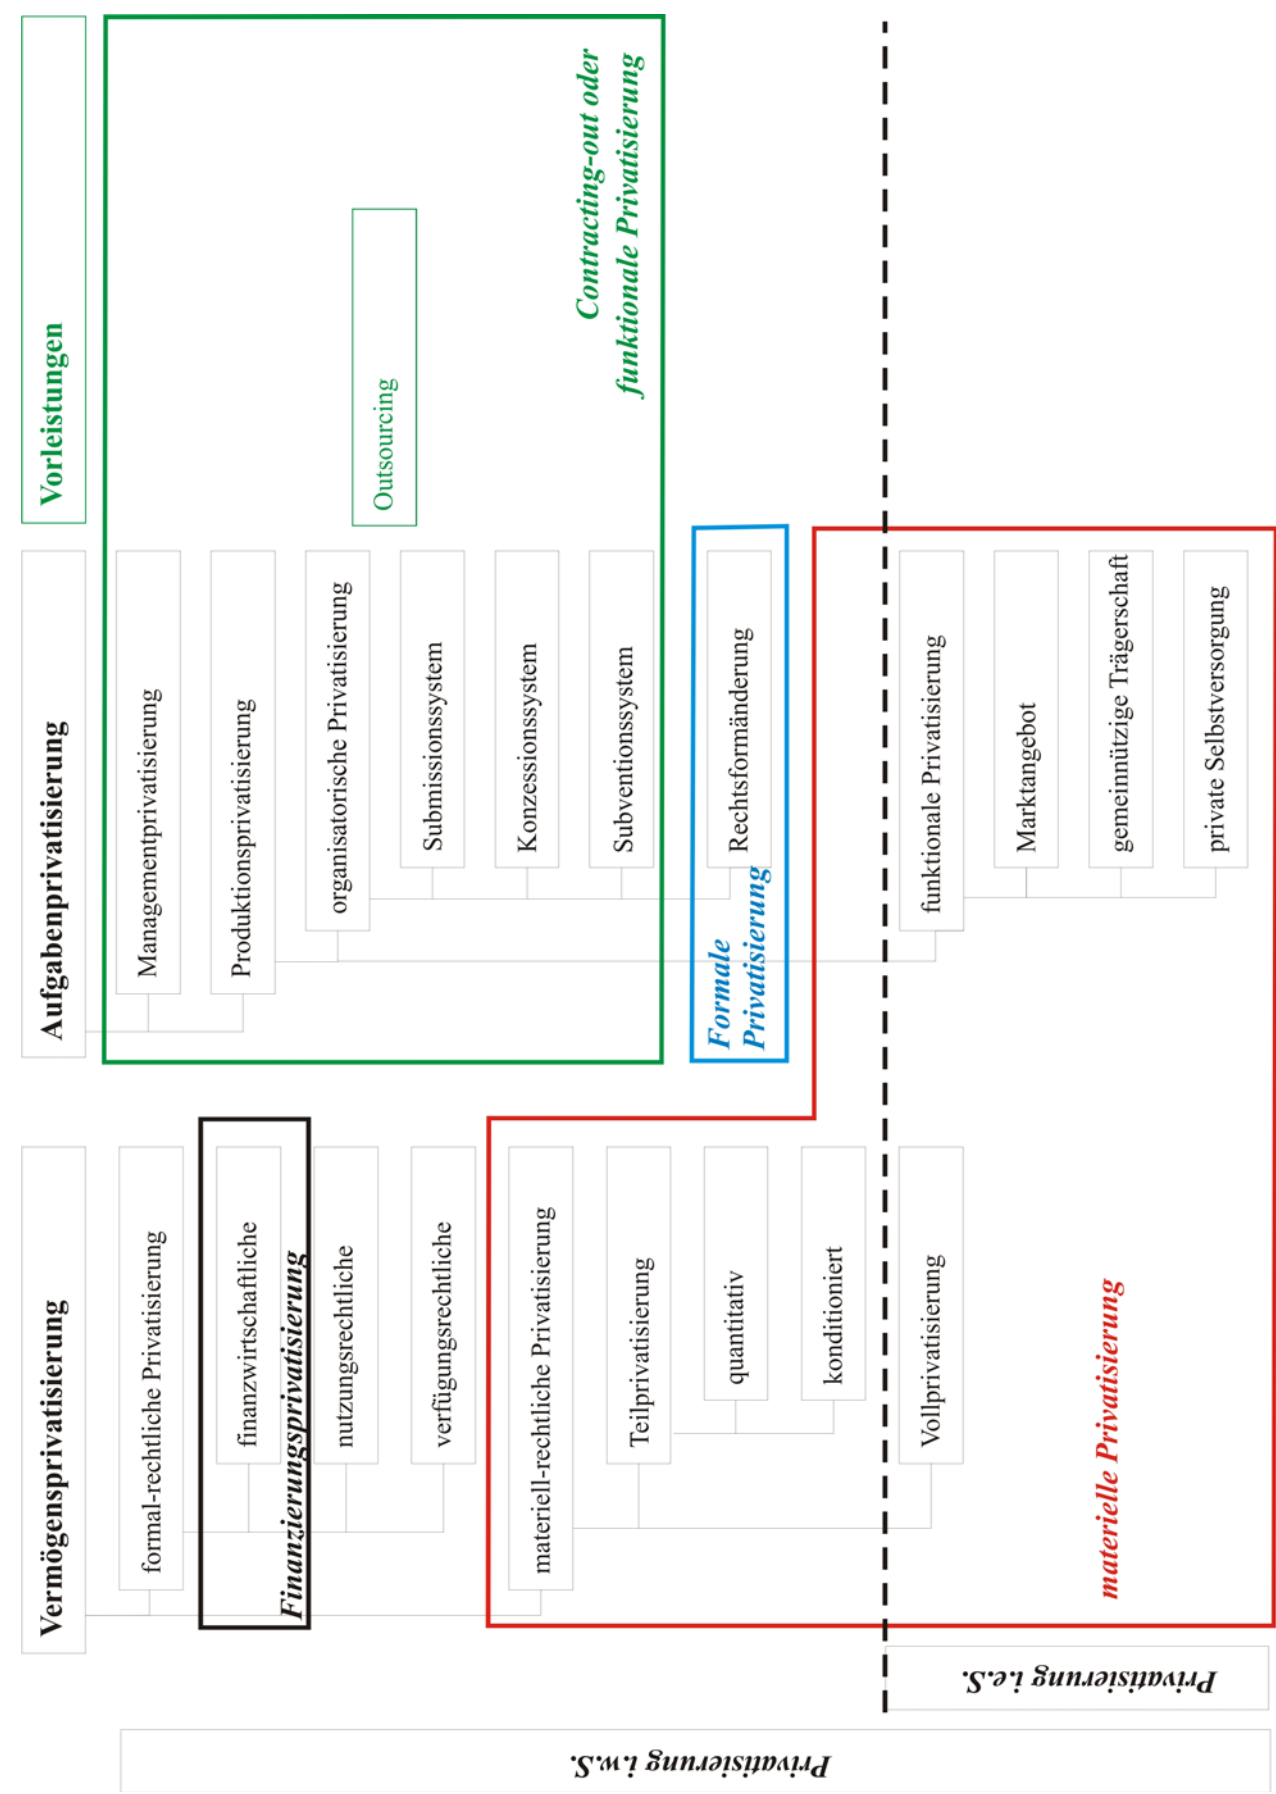 Vermögensprivatisierung
Aufgabenprivatisierung
Vorleistungen
formal-rechtliche Privatisierung
finanzwirtschaftliche
Finanzierungsprivatisierung
nutzungsrechtliche
verfügungsrechtliche
materiell-rechtliche Privatisierung
Teilprivatisierung
quantitativ
konditioniert
Vollprivatisierung
materielle Privatisierung
Managementprivatisierung
Produktionsprivatisierung
organisatorische Privatisierung
Submissionssystem
Konzessionssystem
Subventionssystem
Outsourcing
Contracting-out oder
funktionale Privatisierung
Rechtsformänderung
Formale
Privatisierung
funktionale Privatisierung
Marktangebot
gemeinnützige Trägerschaft
private Selbstversorgung
Privatisierung i.w.S.
Privatisierung i.e.S.